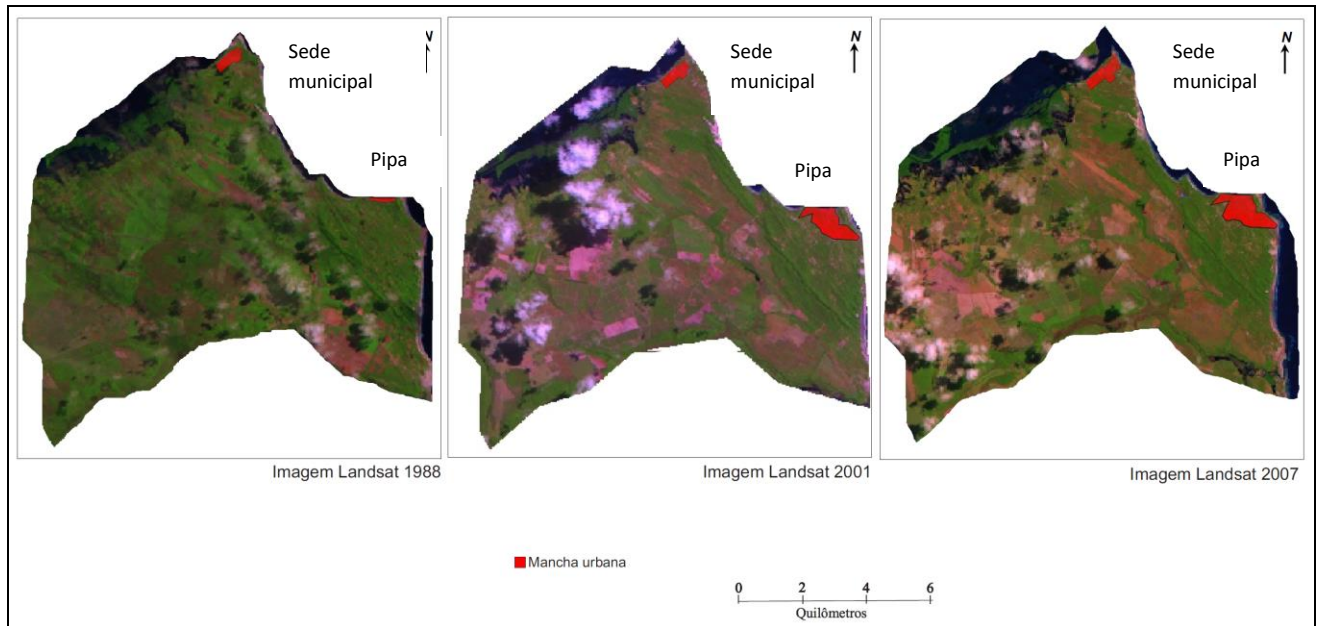 Sede
municipal
N
Pipa
Imagem Landsat 1988
Sede
municipal
N
Pipa
Imagem Landsat 2001
Sede
municipal
N
Pipa
Imagem Landsat 2007
Mancha urbana
0 2 4 6
Quilômetros